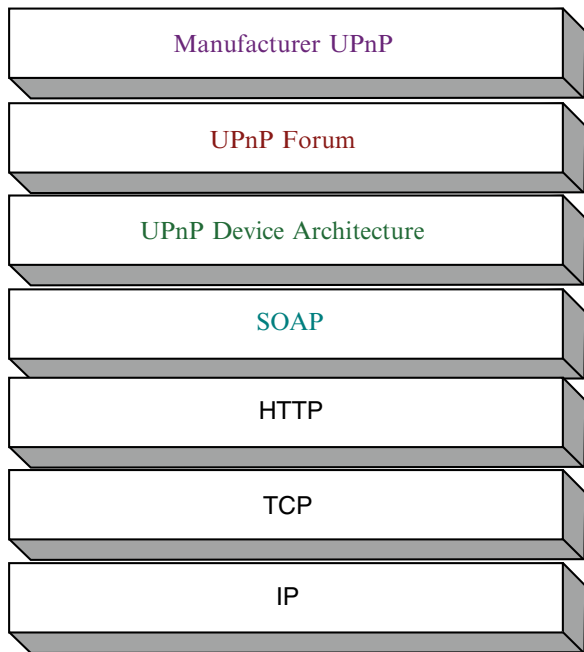 Manufacturer UPnP
UPnP Forum
UPnP Device Architecture
SOAP
HTTP
TCP
IP